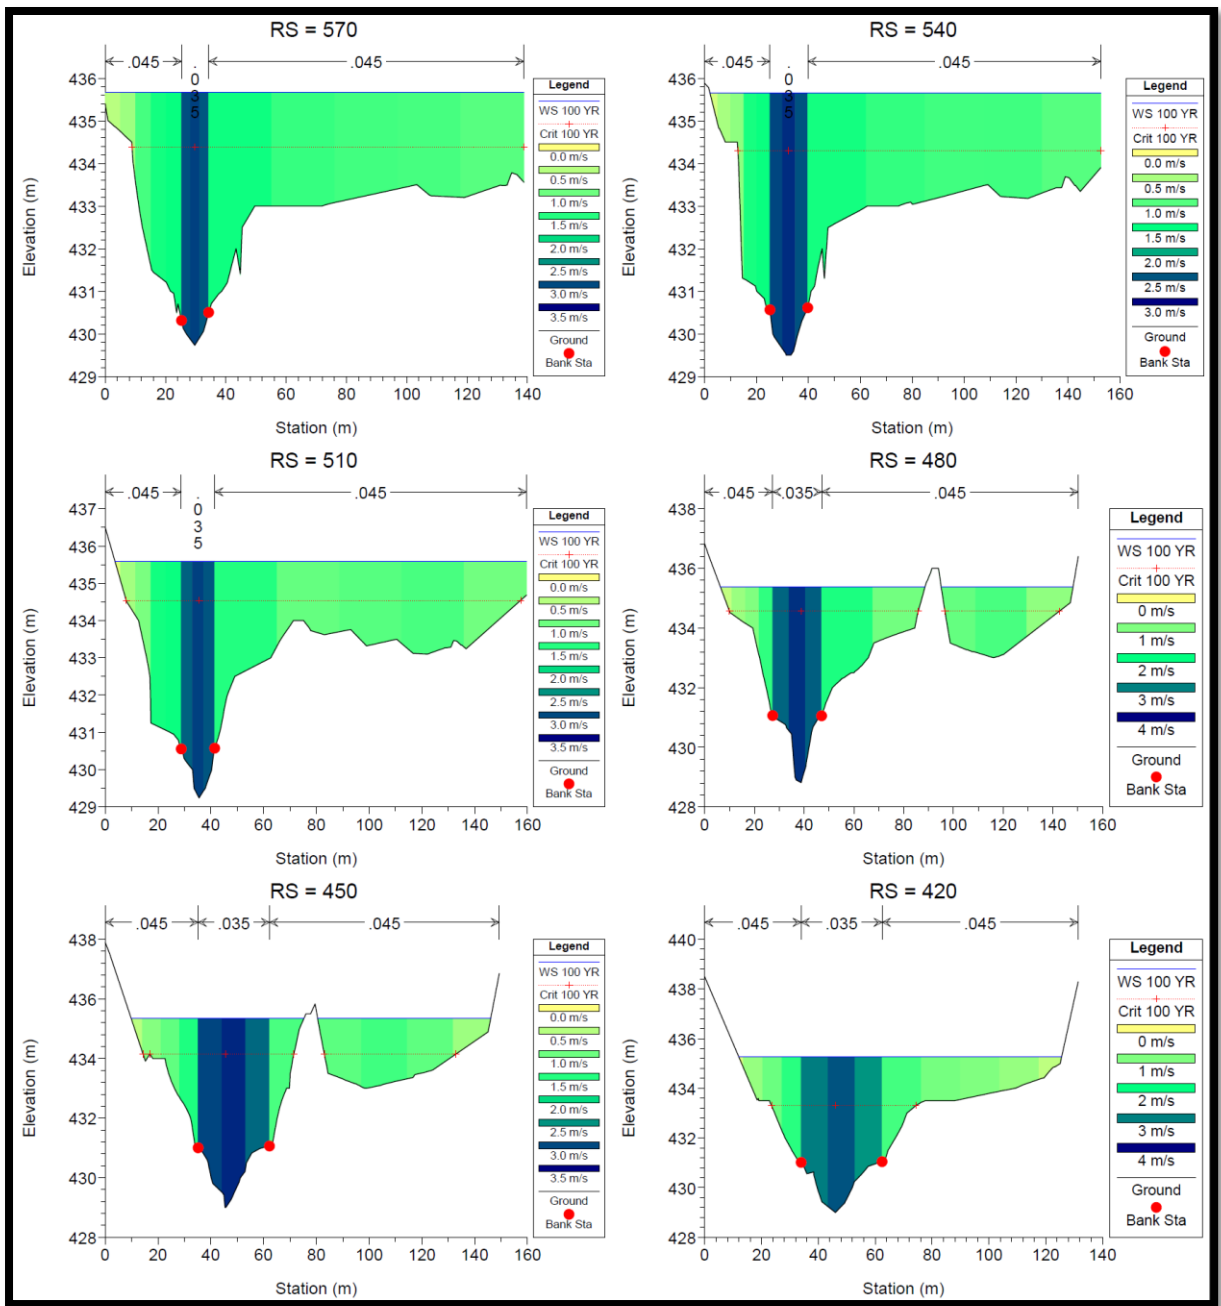 RS = 570
.045
.035
.045
Elevation (m)
436
435
434
433
432
431
430
429
0
20
40
60
80
100
120
140
Station (m)
Legend
WS 100 YR
Crit 100 YR
0.0 m/s
0.5 m/s
1.0 m/s
1.5 m/s
2.0 m/s
2.5 m/s
3.0 m/s
3.5 m/s
Ground
Bank Sta
RS = 540
.045
.035
.045
Elevation (m)
436
435
434
433
432
431
430
429
0
20
40
60
80
100
120
140
160
Station (m)
Legend
WS 100 YR
Crit 100 YR
0.0 m/s
0.5 m/s
1.0 m/s
1.5 m/s
2.0 m/s
2.5 m/s
3.0 m/s
Ground
Bank Sta
RS = 510
.045
.035
.045
Elevation (m)
437
436
435
434
433
432
431
430
429
0
20
40
60
80
100
120
140
160
Station (m)
Legend
WS 100 YR
Crit 100 YR
0.0 m/s
0.5 m/s
1.0 m/s
1.5 m/s
2.0 m/s
2.5 m/s
3.0 m/s
3.5 m/s
Ground
Bank Sta
RS = 480
.045
.035
.045
Elevation (m)
438
436
434
432
430
428
0
20
40
60
80
100
120
140
160
Station (m)
Legend
WS 100 YR
Crit 100 YR
0 m/s
1 m/s
2 m/s
3 m/s
4 m/s
Ground
Bank Sta
RS = 450
.045
.035
.045
Elevation (m)
438
436
434
432
430
428
0
20
40
60
80
100
120
140
160
Station (m)
Legend
WS 100 YR
Crit 100 YR
0.0 m/s
0.5 m/s
1.0 m/s
1.5 m/s
2.0 m/s
2.5 m/s
3.0 m/s
3.5 m/s
Ground
Bank Sta
RS = 420
.045
.035
.045
Elevation (m)
440
438
436
434
432
430
428
0
20
40
60
80
100
120
140
Station (m)
Legend
WS 100 YR
Crit 100 YR
0 m/s
1 m/s
2 m/s
3 m/s
4 m/s
Ground
Bank Sta